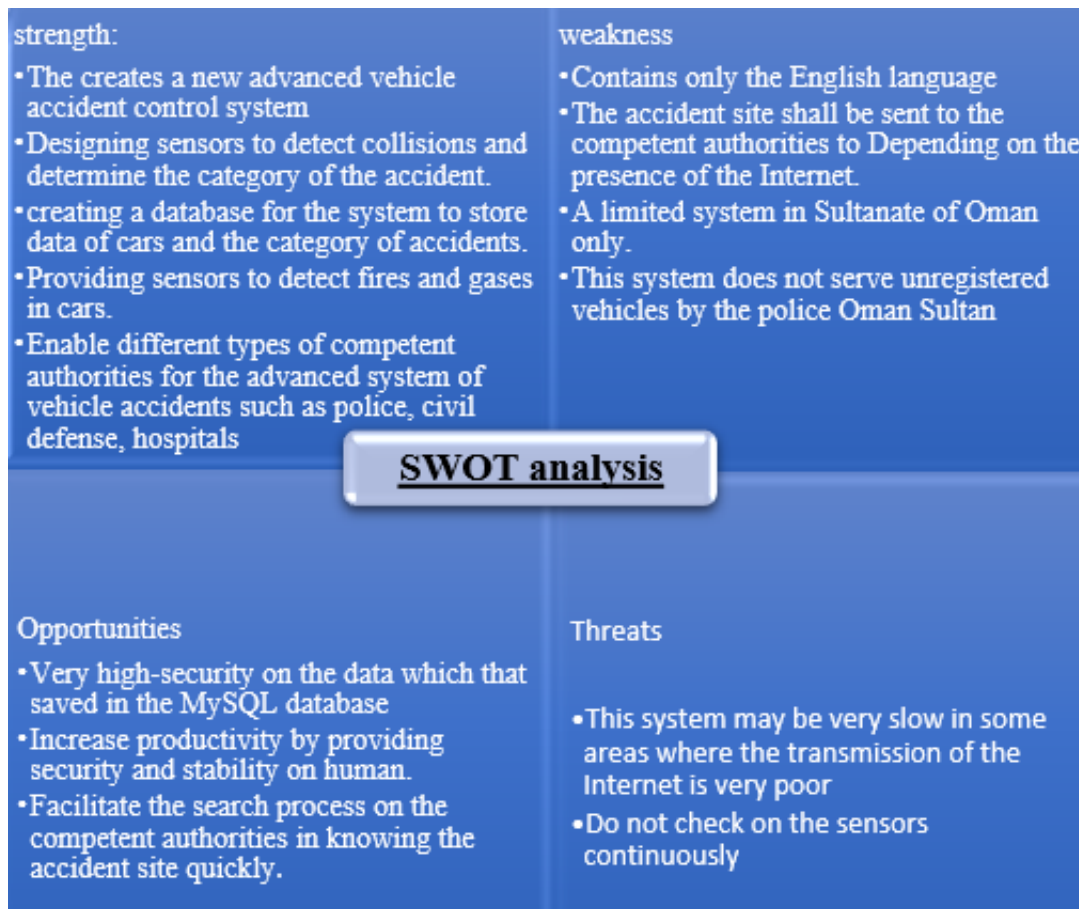 strength:
•The creates a new advanced vehicle
accident control system
•Designing sensors to detect collisions and
determine the category of the accident.
•creating a database for the system to store
data of cars and the category of accidents.
•Providing sensors to detect fires and gases
in cars.
•Enable different types of competent
authorities for the advanced system of
vehicle accidents such as police, civil
defense, hospitals
weakness
•Contains only the English language
•The accident site shall be sent to the
competent authorities to Depending on the
presence of the Internet.
•A limited system in Sultanate of Oman
only.
•This system does not serve unregistered
vehicles by the police Oman Sultan
SWOT analysis
Opportunities
•Very high-security on the data which that
saved in the MySQL database
•Increase productivity by providing
security and stability on human.
•Facilitate the search process on the
competent authorities in knowing the
accident site quickly.
Threats
•This system may be very slow in some
areas where the transmission of the
Internet is very poor
•Do not check on the sensors
continuously